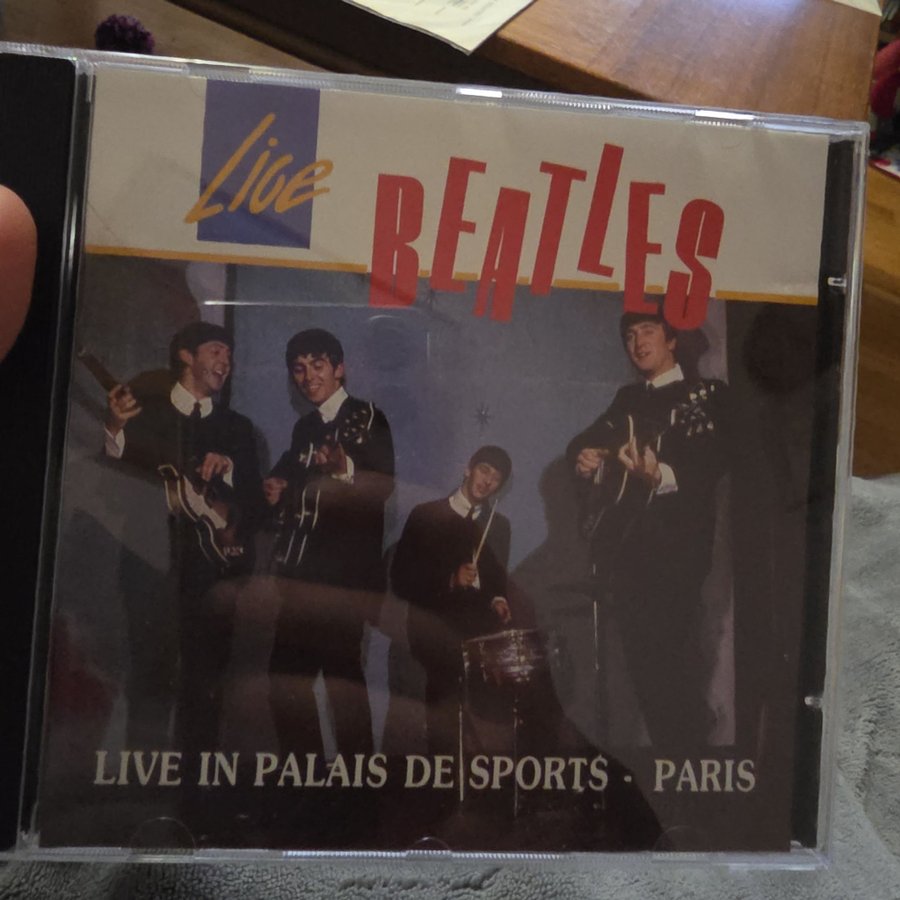 Live
BEATLES
LIVE IN PALAIS DE SPORTS - PARIS